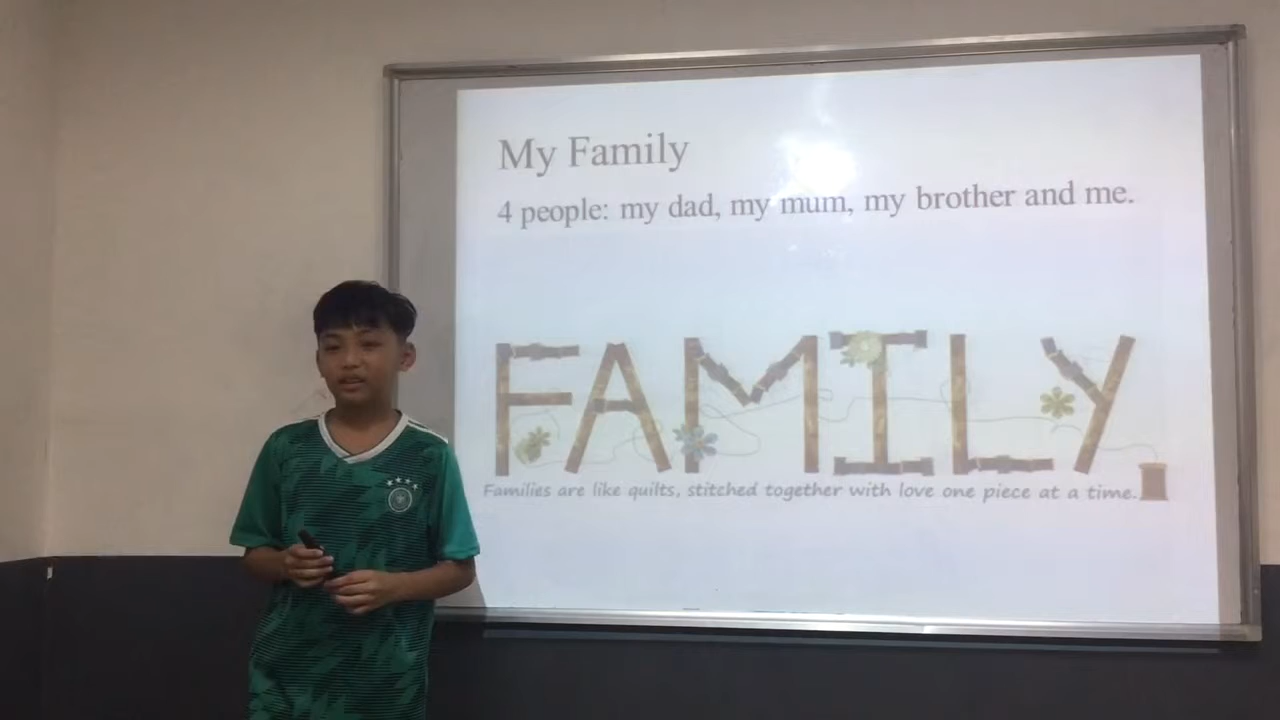 My Family
4 people: my dad, my mum, my brother and me.
FAMILY
Families are like quilts, stitched together with love one piece at a time.